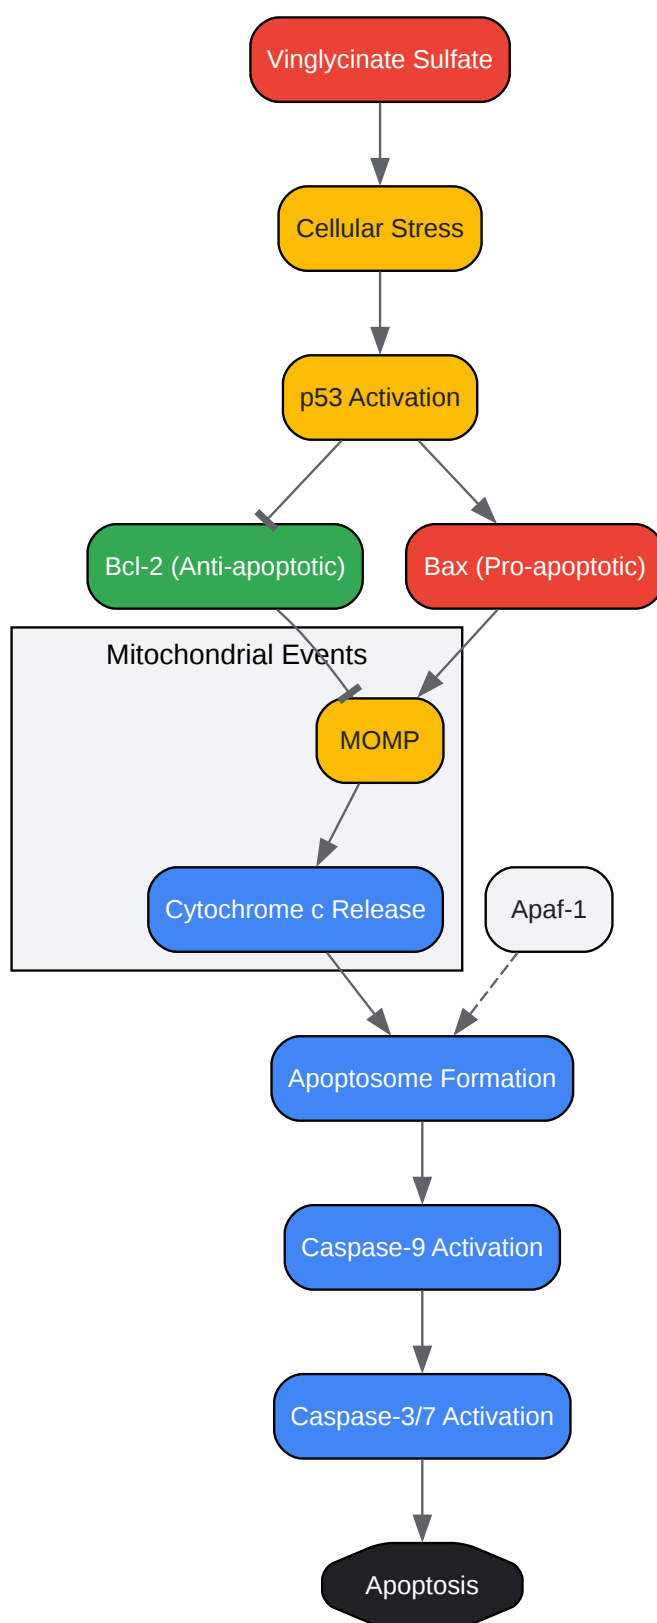 Vinglycinate Sulfate
Cellular Stress
p53 Activation
Bcl-2 (Anti-apoptotic)
Bax (Pro-apoptotic)
Mitochondrial Events
MOMP
Cytochrome c Release
Apaf-1
Apoptosome Formation
Caspase-9 Activation
Caspase-3/7 Activation
Apoptosis